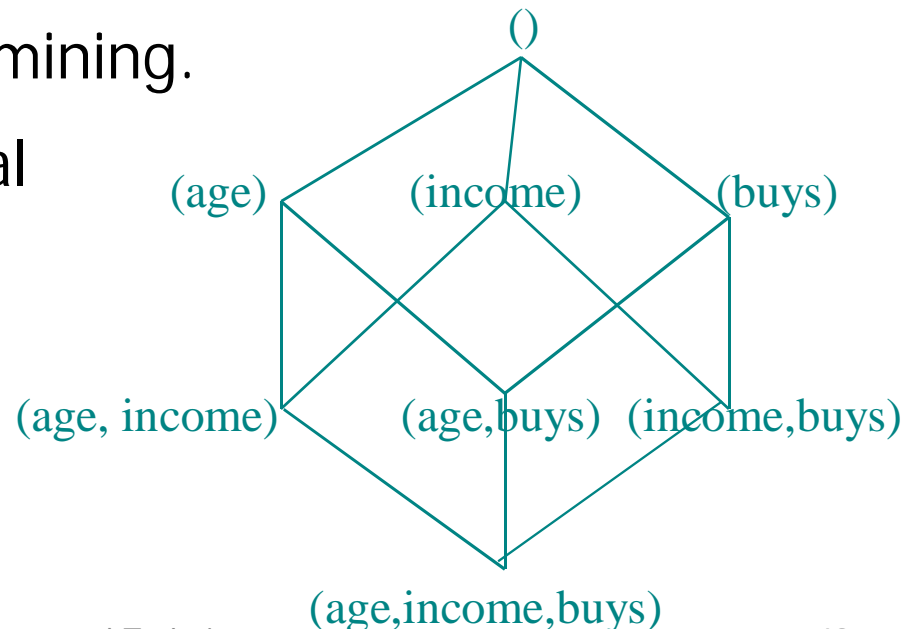 ()
mining.
al
(age) (income) (buys)
(age, income) (age,buys) (income,buys)
(age,income,buys)